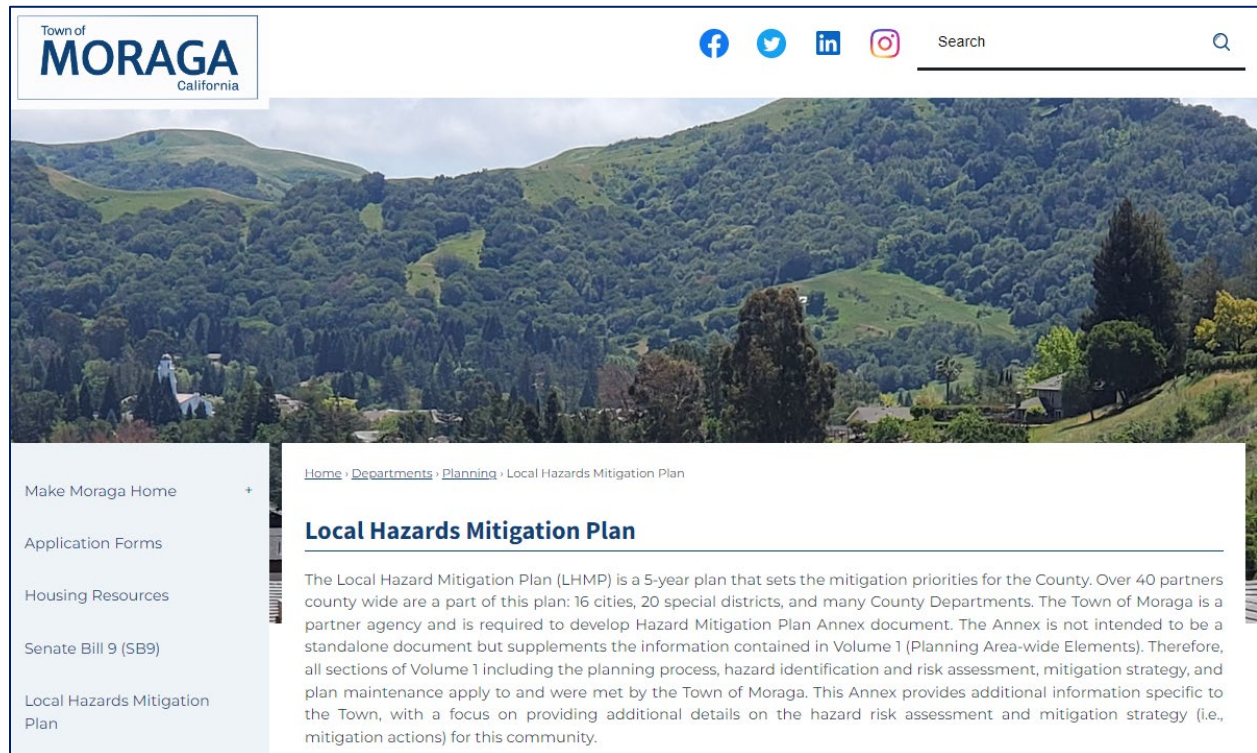 Town of
MORAGA
California
Search
Home › Departments › Planning › Local Hazards Mitigation Plan
Make Moraga Home +
Application Forms
Housing Resources
Senate Bill 9 (SB9)
Local Hazards Mitigation
Plan
Local Hazards Mitigation Plan
The Local Hazard Mitigation Plan (LHMP) is a 5-year plan that sets the mitigation priorities for the County. Over 40 partners
county wide are a part of this plan: 16 cities, 20 special districts, and many County Departments. The Town of Moraga is a
partner agency and is required to develop Hazard Mitigation Plan Annex document. The Annex is not intended to be a
standalone document but supplements the information contained in Volume 1 (Planning Area-wide Elements). Therefore,
all sections of Volume 1 including the planning process, hazard identification and risk assessment, mitigation strategy, and
plan maintenance apply to and were met by the Town of Moraga. This Annex provides additional information specific to
the Town, with a focus on providing additional details on the hazard risk assessment and mitigation strategy (i.e.,
mitigation actions) for this community.